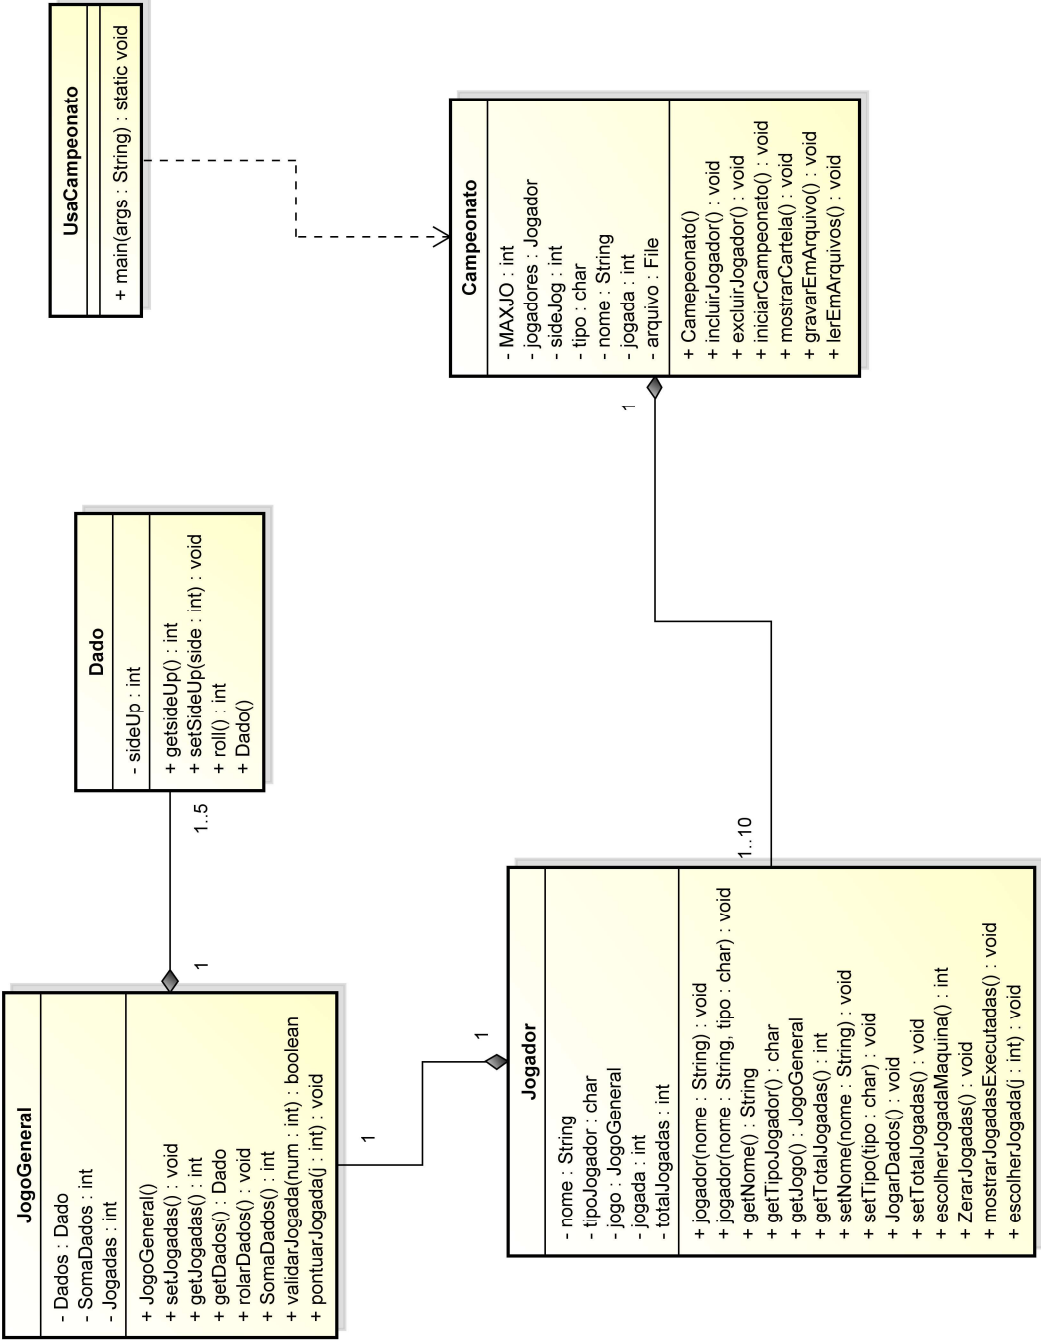 UsaCampeonato
+ main(args : String) : static void
Campeonato
- MAXJO : int
- jogadores : Jogador
- sideJog : int
- tipo : char
- nome : String
- jogada : int
- arquivo : File
+ Camepeonato()
+ incluirJogador() : void
+ excluirJogador() : void
+ iniciarCampeonato() : void
+ mostrarCartela() : void
+ gravarEmArquivo() : void
+ lerEmArquivos() : void
1
Dado
- sideUp : int
+ getsideUp() : int
+ setSideUp(side : int) : void
+ roll() : int
+ Dado()
1..5
1
1..10
JogoGeneral
- Dados : Dado
- SomaDados : int
- Jogadas : int
+ JogoGeneral()
+ setJogadas() : void
+ getJogadas() : int
+ getDados() : Dado
+ rolarDados() : void
+ SomaDados() : int
+ validarJogada(num : int) : boolean
+ pontuarJogada(j : int) : void
1
1
Jogador
- nome : String
- tipoJogador : char
- jogo : JogoGeneral
- jogada : int
- totalJogadas : int
+ jogador(nome : String) : void
+ jogador(nome : String, tipo : char) : void
+ getNome() : String
+ getTipoJogador() : char
+ getJogo() : JogoGeneral
+ getTotalJogadas() : int
+ setNome(nome : String) : void
+ setTipo(tipo : char) : void
+ JogarDados() : void
+ setTotalJogadas() : void
+ escolherJogadaMaquina() : int
+ ZerarJogadas() : void
+ mostrarJogadasExecutadas() : void
+ escolherJogada(j : int) : void